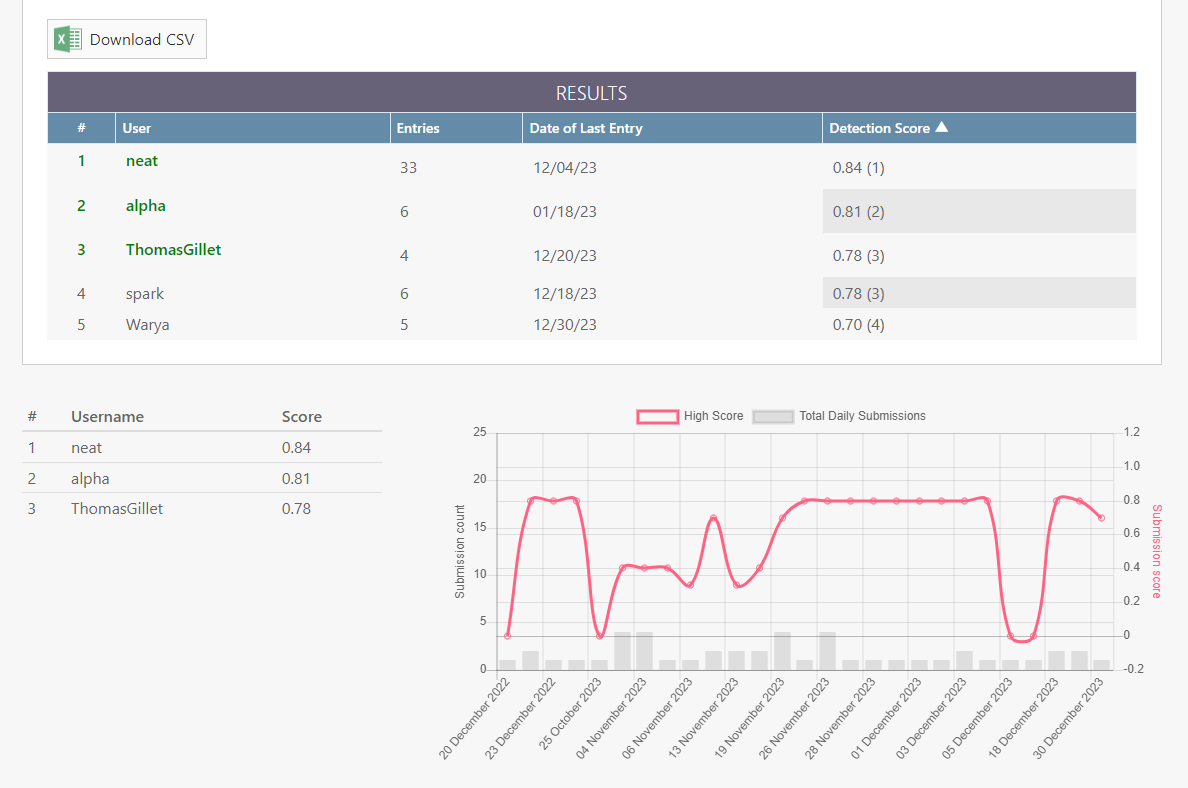 Download CSV
RESULTS
# User Entries Date of Last Entry Detection Score ▲
1 neat 33 12/04/23 0.84 (1)
2 alpha 6 01/18/23 0.81 (2)
3 ThomasGillet 4 12/20/23 0.78 (3)
4 spark 6 12/18/23 0.78 (3)
5 Warya 5 12/30/23 0.70 (4)
# Username Score
1 neat 0.84
2 alpha 0.81
3 ThomasGillet 0.78
High Score Total Daily Submissions
Submission count
25
20
15
10
5
0
1.2
1.0
0.8
0.6
0.4
0.2
0
-0.2
Submission score
20 December 2022
23 December 2022
25 October 2023
04 November 2023
06 November 2023
13 November 2023
19 November 2023
26 November 2023
28 November 2023
01 December 2023
03 December 2023
05 December 2023
18 December 2023
30 December 2023